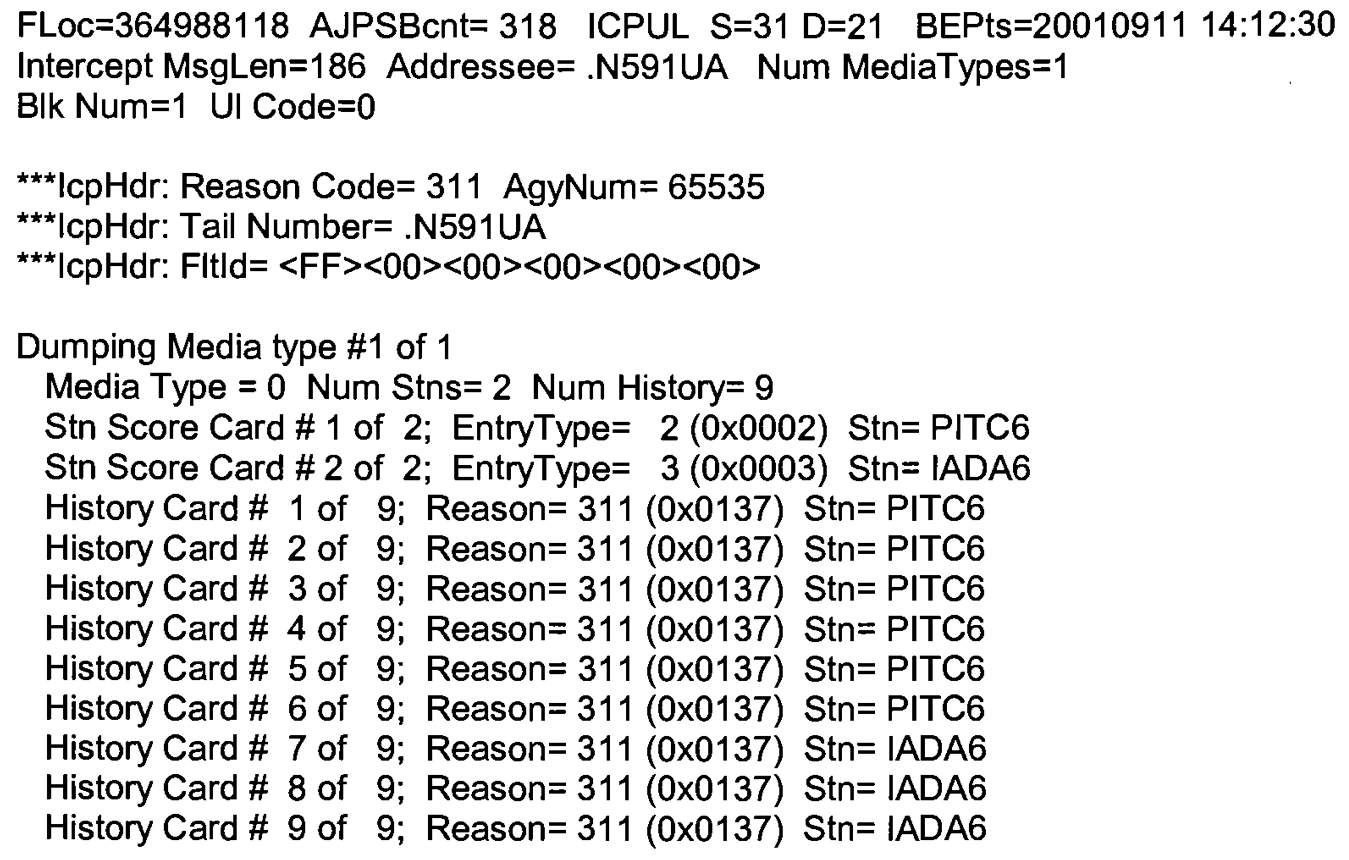 FLoc=364988118 AJPSBcnt= 318 ICPUL S=31 D=21 BEPts=20010911 14:12:30
Intercept MsgLen=186 Addressee= .N591UA Num MediaTypes=1
Blk Num=1 UI Code=0
***IcpHdr: Reason Code= 311 AgyNum= 65535
***IcpHdr: Tail Number= .N591UA
***IcpHdr: FltId= <FF><00><00><00><00><00>
Dumping Media type #1 of 1
Media Type = 0 Num Stns= 2 Num History= 9
Stn Score Card # 1 of 2; EntryType= 2 (0x0002) Stn= PITC6
Stn Score Card # 2 of 2; EntryType= 3 (0x0003) Stn= IADA6
History Card # 1 of 9; Reason= 311 (0x0137) Stn= PITC6
History Card # 2 of 9; Reason= 311 (0x0137) Stn= PITC6
History Card # 3 of 9; Reason= 311 (0x0137) Stn= PITC6
History Card # 4 of 9; Reason= 311 (0x0137) Stn= PITC6
History Card # 5 of 9; Reason= 311 (0x0137) Stn= PITC6
History Card # 6 of 9; Reason= 311 (0x0137) Stn= PITC6
History Card # 7 of 9; Reason= 311 (0x0137) Stn= IADA6
History Card # 8 of 9; Reason= 311 (0x0137) Stn= IADA6
History Card # 9 of 9; Reason= 311 (0x0137) Stn= IADA6